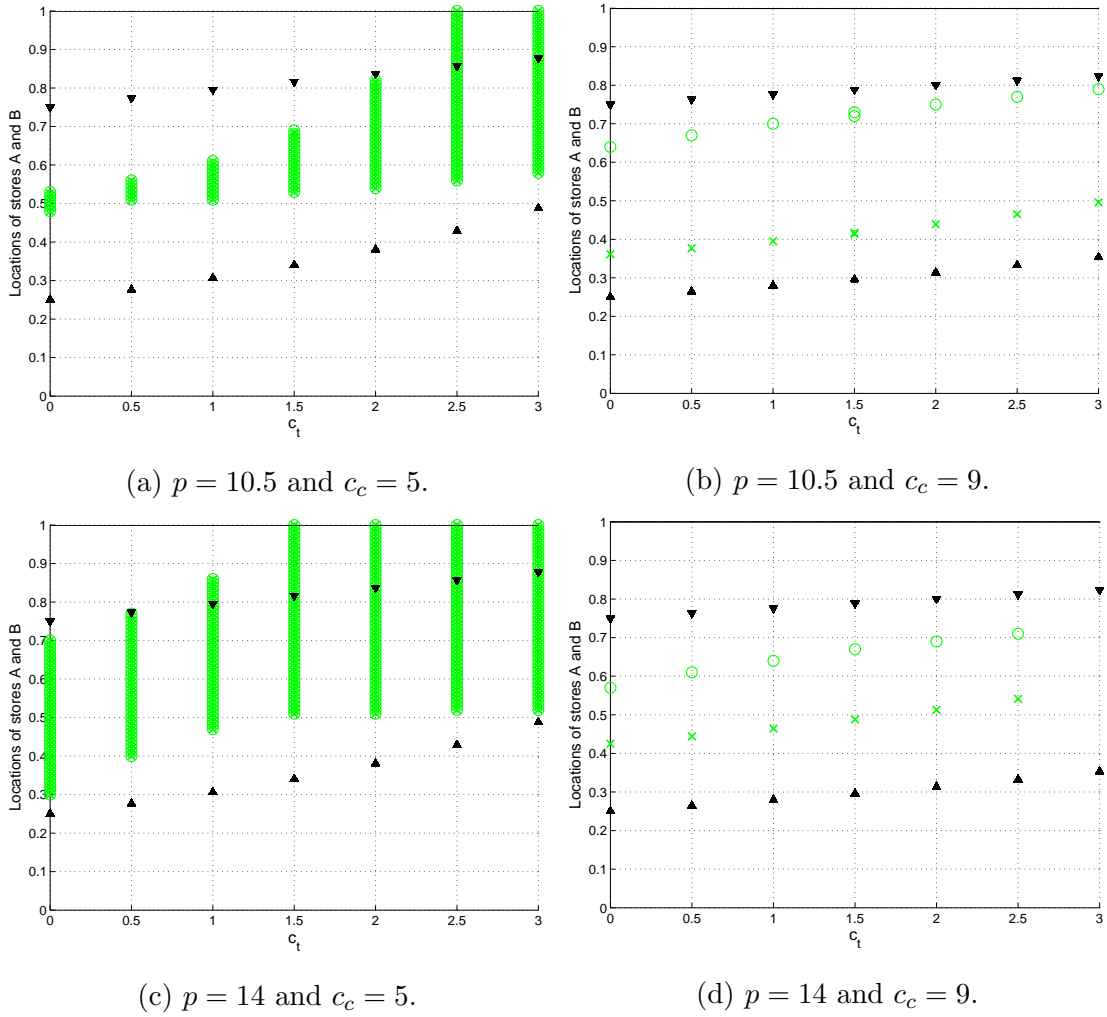 1
0.9
0.8
0.7
0.6
0.5
0.4
0.3
0.2
0.1
0
Locations of stores A and B
0 0.5 1 1.5 2 2.5 3
c_t
(a) p = 10.5 and c_c = 5.
1
0.9
0.8
0.7
0.6
0.5
0.4
0.3
0.2
0.1
0
Locations of stores A and B
0 0.5 1 1.5 2 2.5 3
c_t
(b) p = 10.5 and c_c = 9.
1
0.9
0.8
0.7
0.6
0.5
0.4
0.3
0.2
0.1
0
Locations of stores A and B
0 0.5 1 1.5 2 2.5 3
c_t
(c) p = 14 and c_c = 5.
1
0.9
0.8
0.7
0.6
0.5
0.4
0.3
0.2
0.1
0
Locations of stores A and B
0 0.5 1 1.5 2 2.5 3
c_t
(d) p = 14 and c_c = 9.